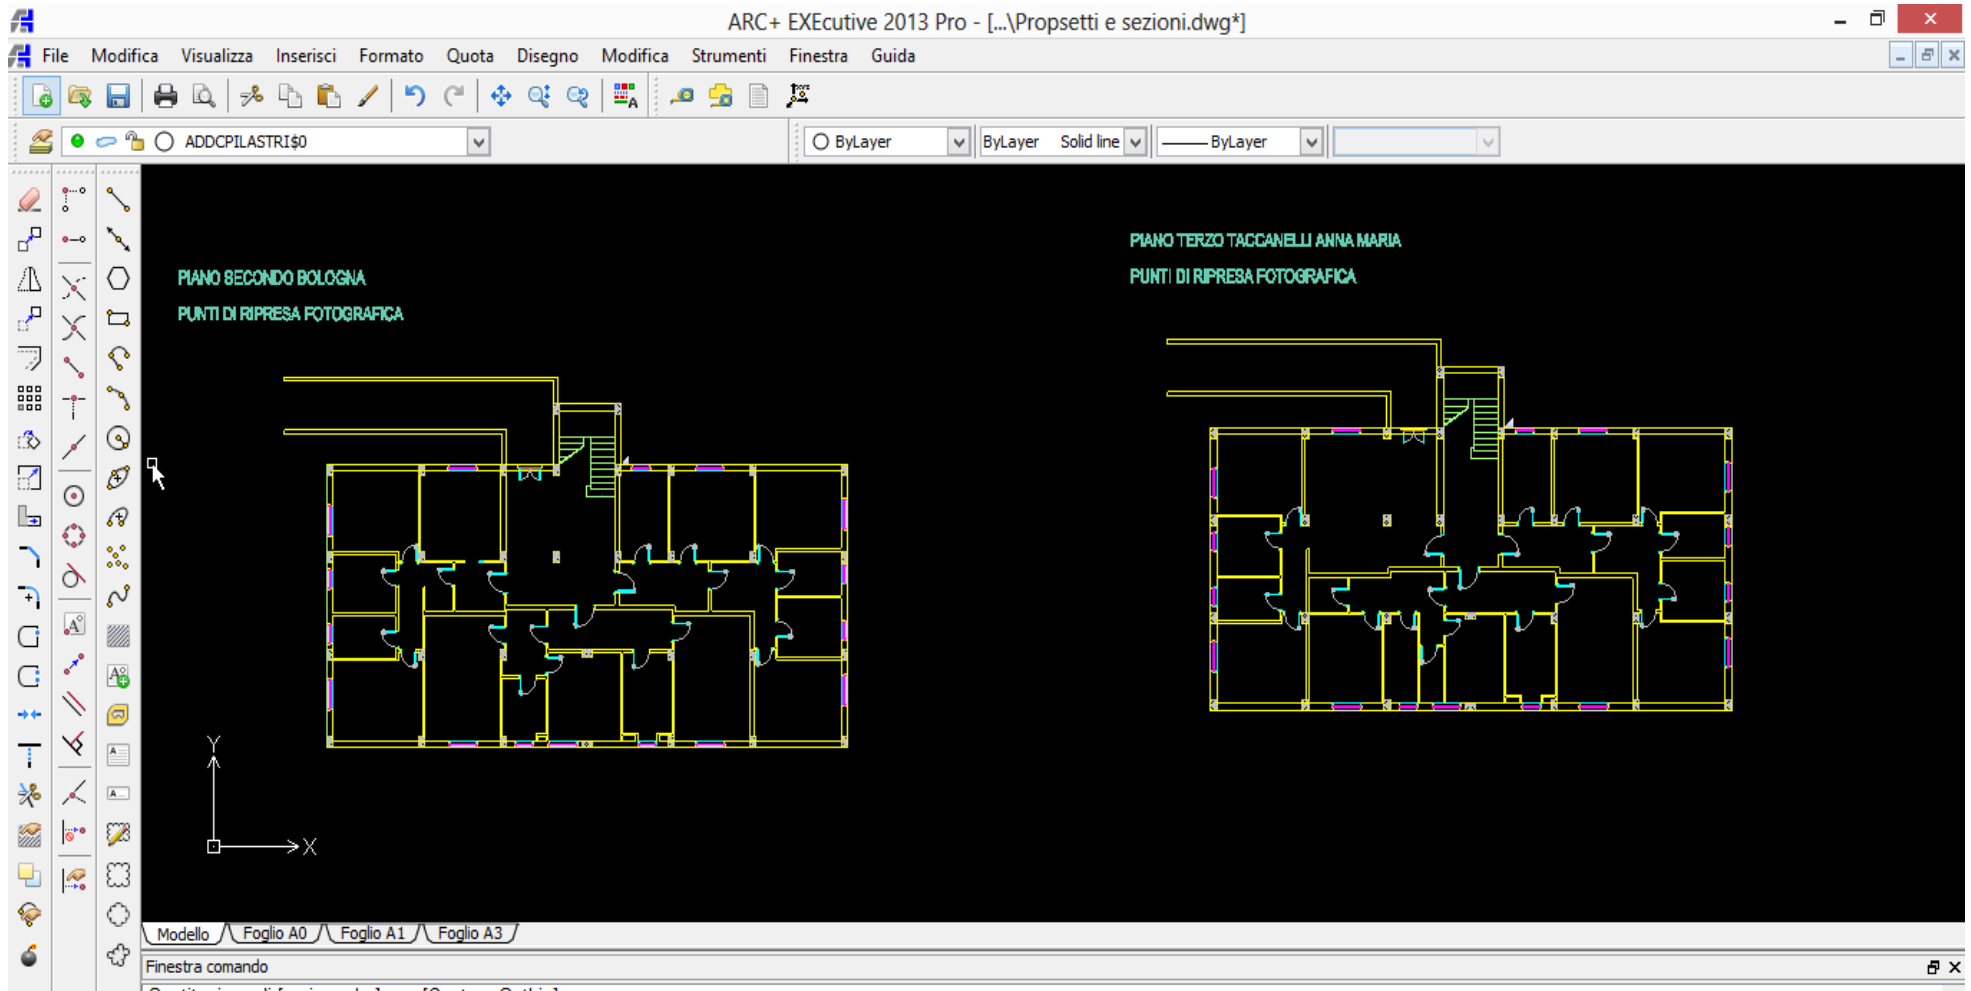 ARC+ EXEcutive 2013 Pro - [...\Propsetti e sezioni.dwg*]
File Modifica Visualizza Inserisci Formato Quota Disegno Modifica Strumenti Finestra Guida
ADDCPILASTRI$0 ByLayer ByLayer Solid line ByLayer
PIANO TERZO TACCANELLI ANNA MARIA
PUNTI DI RIPRESA FOTOGRAFICA
PIANO SECONDO BOLOGNA
PUNTI DI RIPRESA FOTOGRAFICA
Y
X
Modello Foglio A0 Foglio A1 Foglio A3
Finestra comando